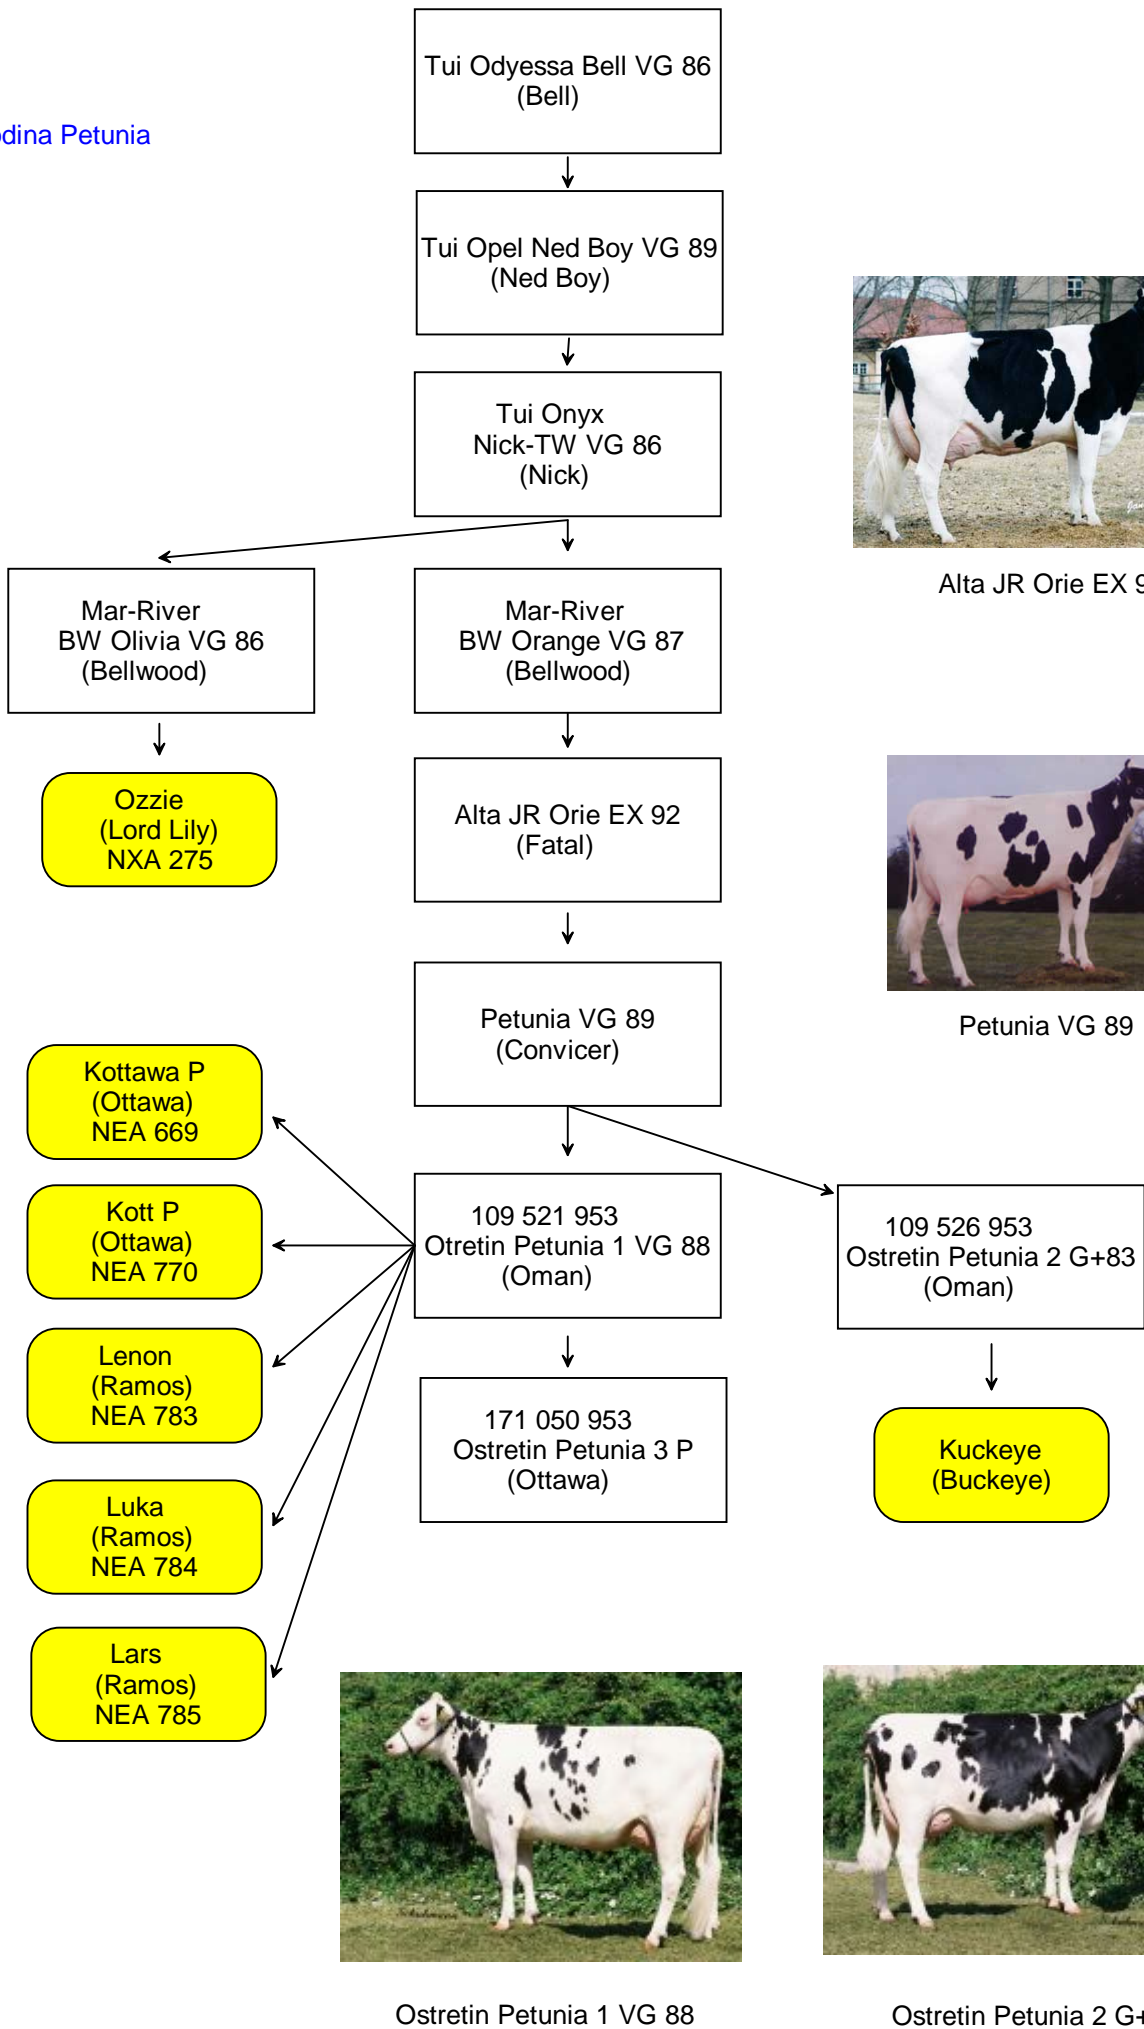 Tui Odyessa Bell VG 86
(Bell)
odina Petunia
Tui Opel Ned Boy VG 89
(Ned Boy)
Tui Onyx
Nick-TW VG 86
(Nick)
Mar-River
BW Olivia VG 86
(Bellwood)
Mar-River
BW Orange VG 87
(Bellwood)
Alta JR Orie EX 9
Ozzie
(Lord Lily)
NXA 275
Alta JR Orie EX 92
(Fatal)
Petunia VG 89
(Convicer)
Petunia VG 89
Kottawa P
(Ottawa)
NEA 669
Kott P
(Ottawa)
NEA 770
Lenon
(Ramos)
NEA 783
Luka
(Ramos)
NEA 784
Lars
(Ramos)
NEA 785
109 521 953
Otretin Petunia 1 VG 88
(Oman)
109 526 953
Ostretin Petunia 2 G+83
(Oman)
171 050 953
Ostretin Petunia 3 P
(Ottawa)
Kuckeye
(Buckeye)
Ostretin Petunia 1 VG 88
Ostretin Petunia 2 G+